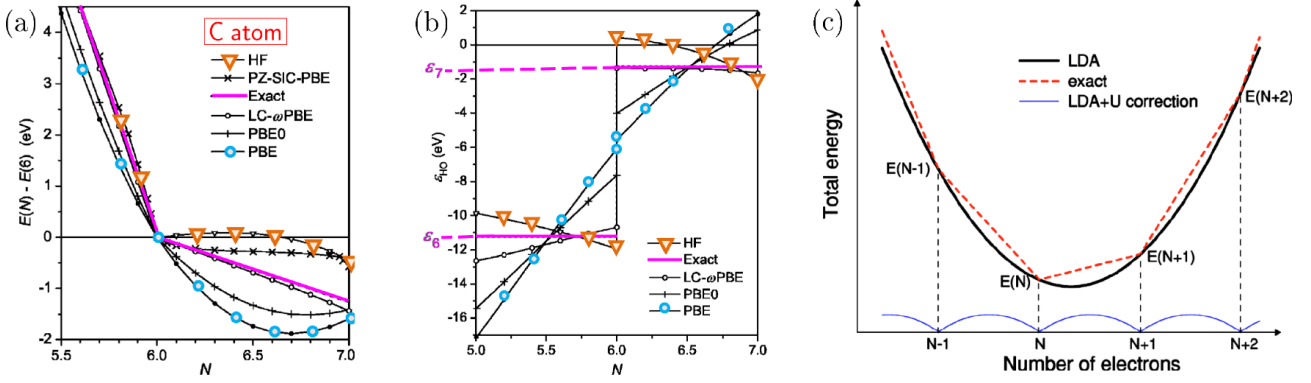 (a)
C atom
HF
PZ-SIC-PBE
Exact
LC-ωPBE
PBE0
PBE
E(N) - E(6) (eV)
4
3
2
1
0
-1
-2
5.5
6.0
6.5
7.0
N
(b)
ε7
ε6
εHO (eV)
0
-2
-4
-6
-8
-10
-12
-14
-16
HF
Exact
LC-ωPBE
PBE0
PBE
5.0
5.5
6.0
6.5
7.0
N
(c)
LDA
exact
LDA+U correction
Total energy
E(N-1)
E(N)
E(N+1)
E(N+2)
N-1
N
N+1
N+2
Number of electrons